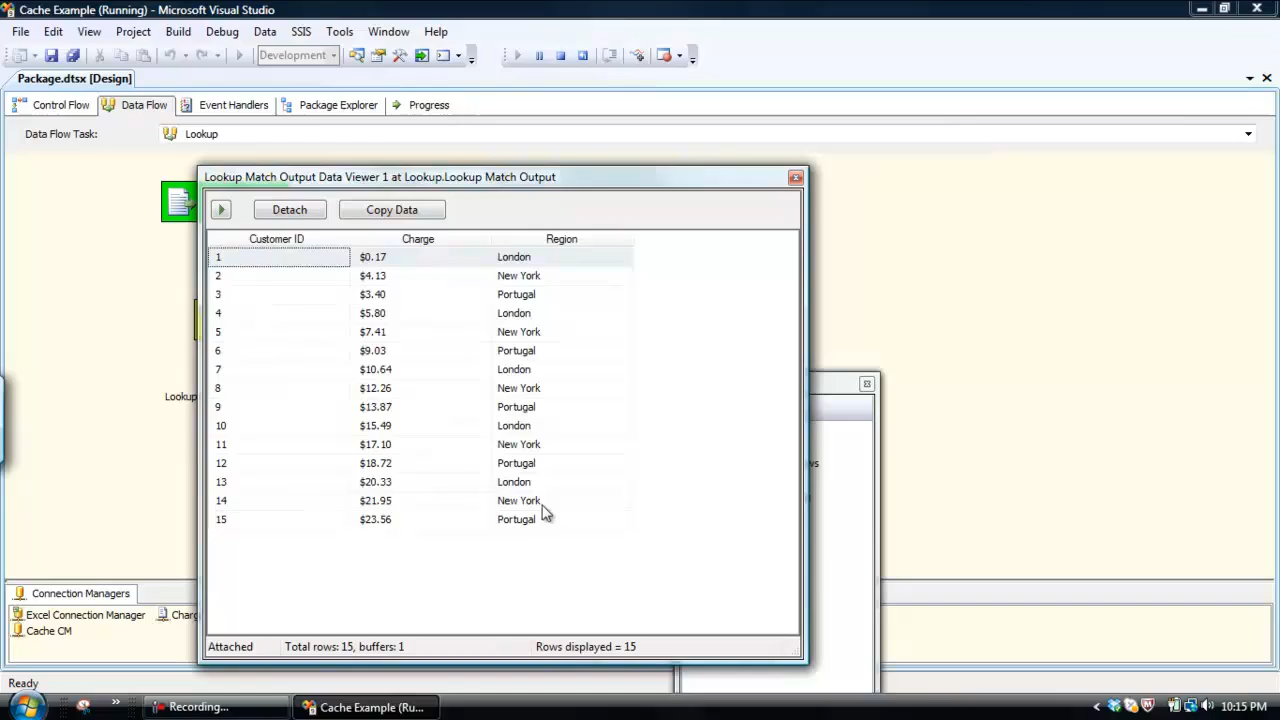 Cache Example (Running) - Microsoft Visual Studio
File Edit View Project Build Debug Data SSIS Tools Window Help
Development
Package.dtsx [Design]
Control Flow Data Flow Event Handlers Package Explorer Progress
Data Flow Task: Lookup
Lookup Match Output Data Viewer 1 at Lookup.Lookup Match Output
Detach Copy Data
Customer ID Charge Region
1 $0.17 London
2 $4.13 New York
3 $3.40 Portugal
4 $5.80 London
5 $7.41 New York
6 $9.03 Portugal
7 $10.64 London
8 $12.26 New York
9 $13.87 Portugal
10 $15.49 London
11 $17.10 New York
12 $18.72 Portugal
13 $20.33 London
14 $21.95 New York
15 $23.56 Portugal
Lookup
ws
Attached Total rows: 15, buffers: 1 Rows displayed = 15
Connection Managers
Excel Connection Manager Charg
Cache CM
Ready
Recording... Cache Example (Ru... 10:15 PM